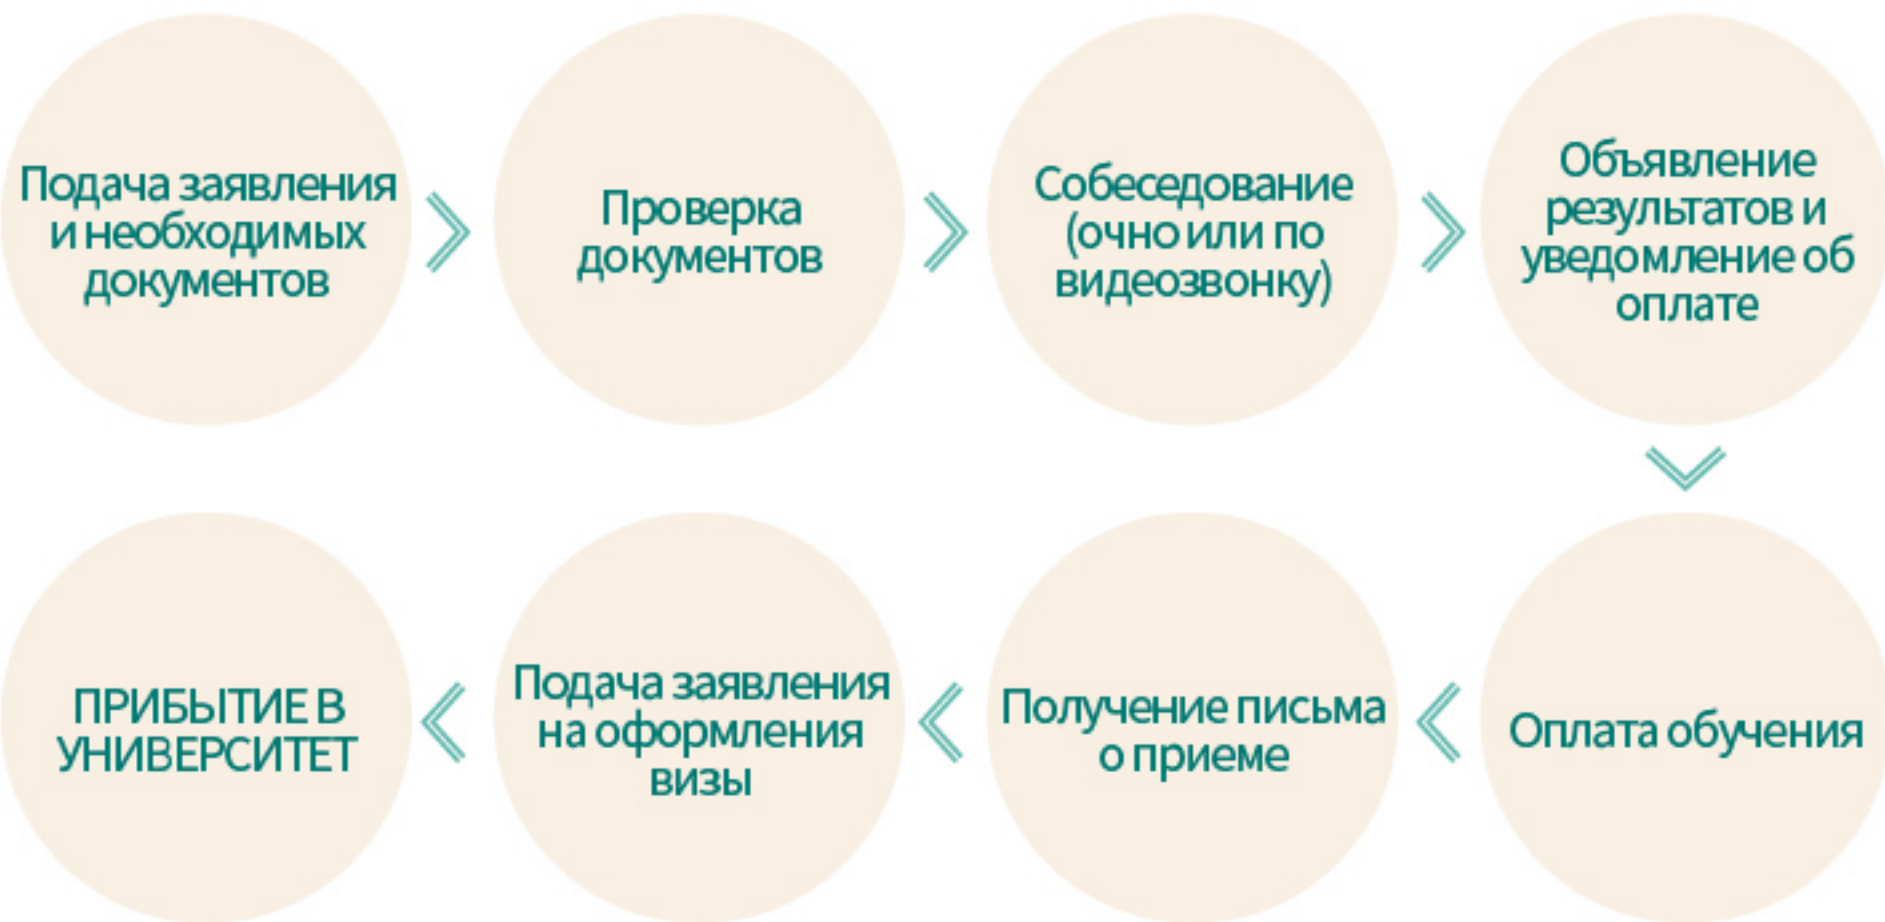 Подача заявления
и необходимых
документов
Проверка
документов
Собеседование
(очно или по
видеозвонку)
Объявление
результатов и
уведомление об
оплате
Оплата обучения
Получение письма
о приеме
Подача заявления
на оформления
визы
ПРИБЫТИЕ В
УНИВЕРСИТЕТ